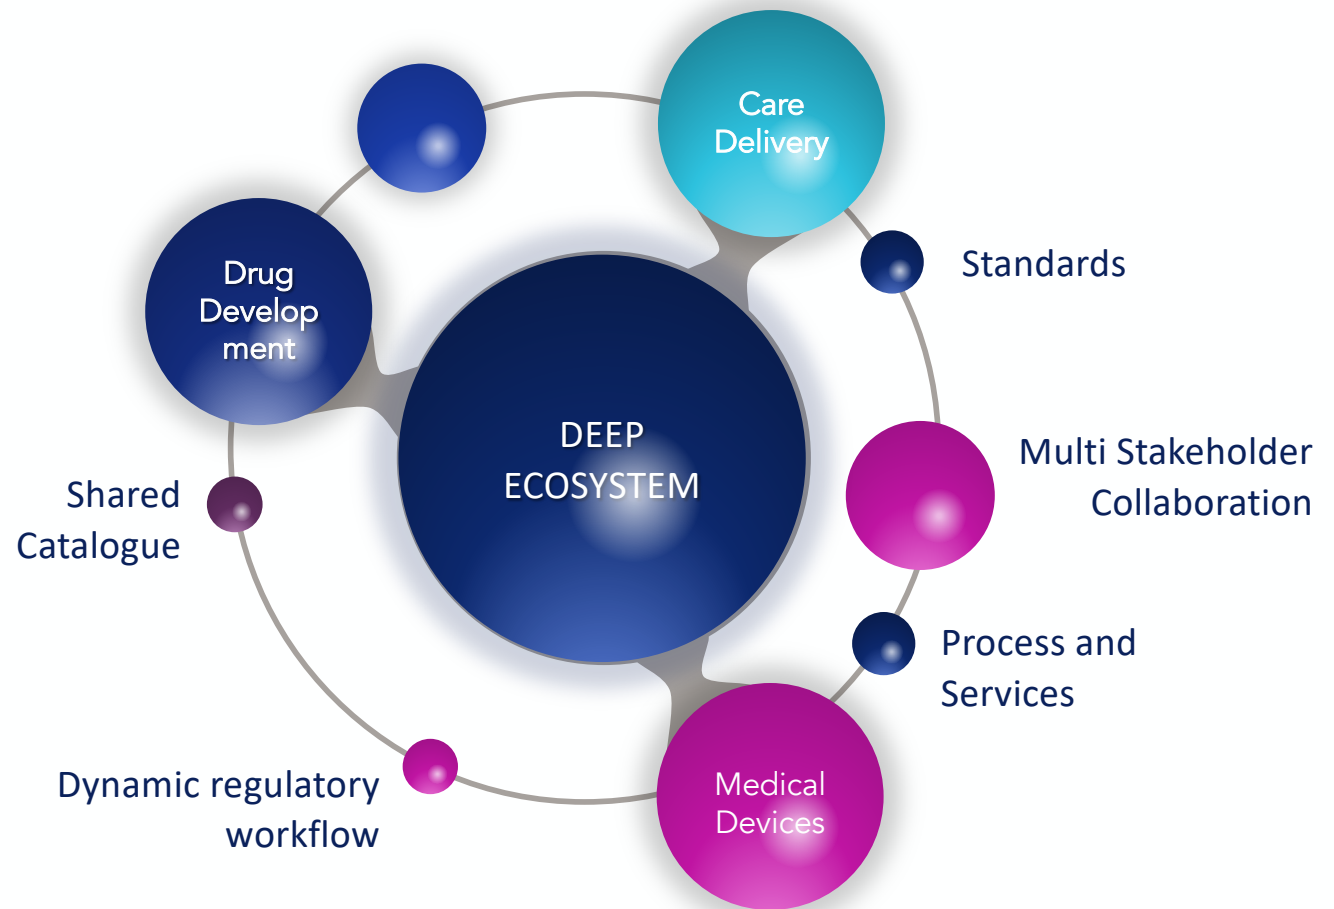 Care
Delivery
Drug
Develop
ment
Standards
DEEP
ECOSYSTEM
Multi Stakeholder
Collaboration
Shared
Catalogue
Process and
Services
Dynamic regulatory
workflow
Medical
Devices